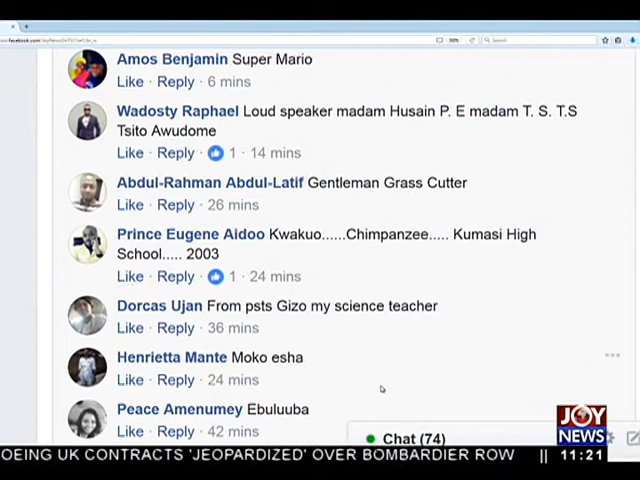 Amos Benjamin Super Mario
Like · Reply · 6 mins
Wadosty Raphael Loud speaker madam Husain P. E madam T. S. T.S
Tsito Awudome
Like · Reply · 1 · 14 mins
Abdul-Rahman Abdul-Latif Gentleman Grass Cutter
Like · Reply · 26 mins
Prince Eugene Aidoo Kwakuo......Chimpanzee..... Kumasi High
School..... 2003
Like · Reply · 1 · 24 mins
Dorcas Ujan From psts Gizo my science teacher
Like · Reply · 36 mins
Henrietta Mante Moko esha
Like · Reply · 24 mins
Peace Amenumey Ebuluuba
Like · Reply · 42 mins
Chat (74)
JOY
NEWS
OEING UK CONTRACTS 'JEOPARDIZED' OVER BOMBARDIER ROW || 11:21